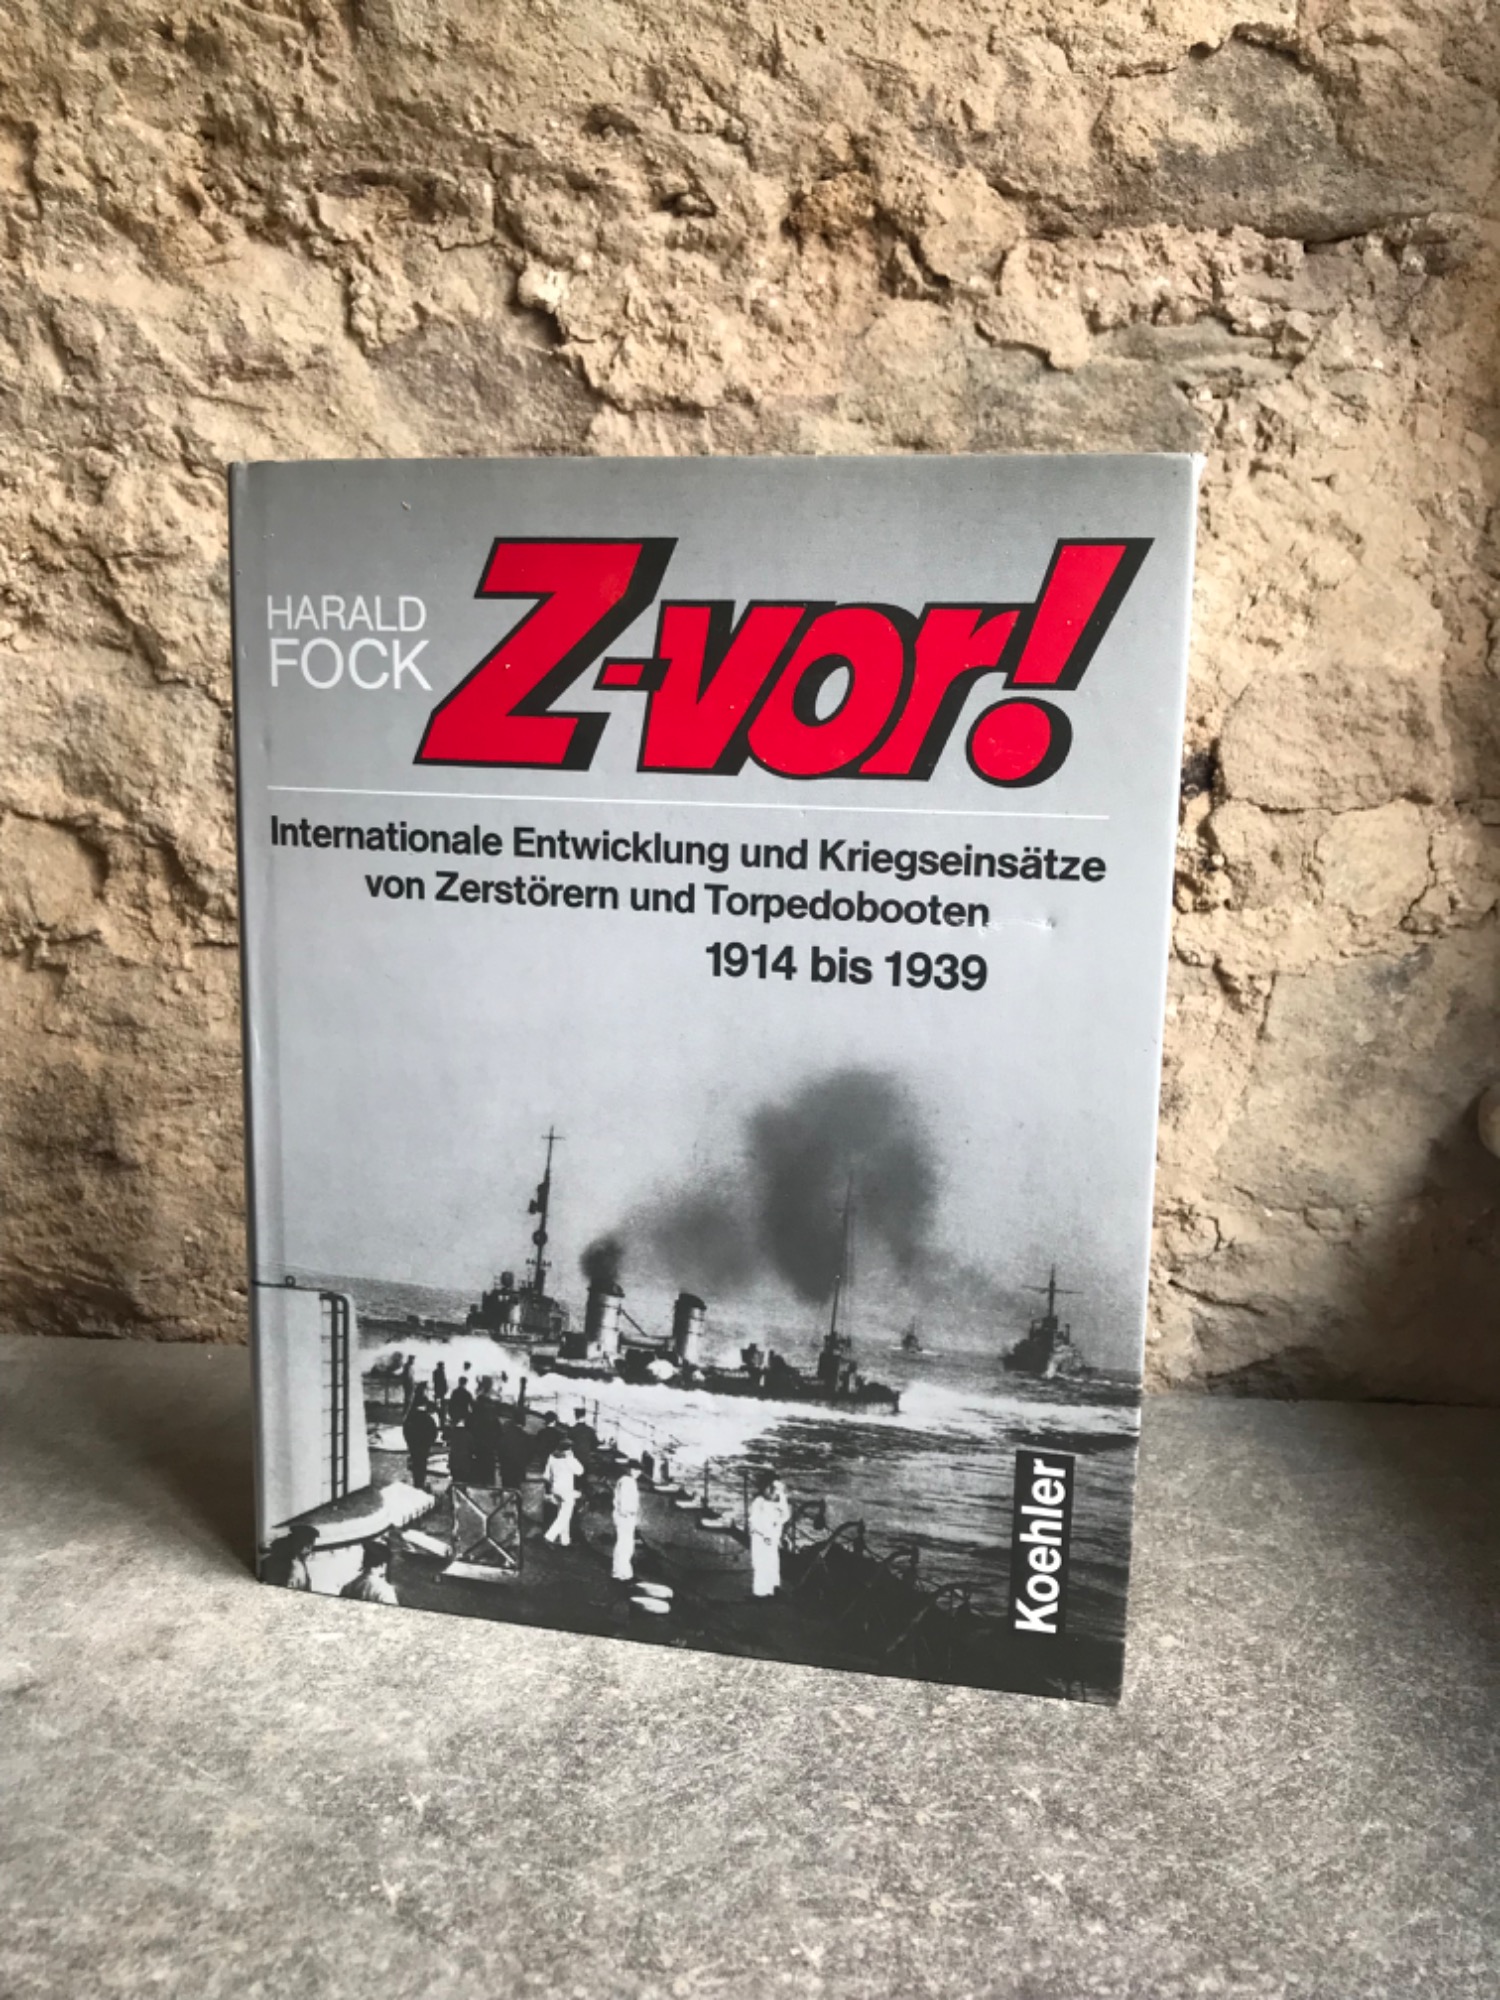 HARALD
FOCK
Z-vor!
Internationale Entwicklung und Kriegseinsätze
von Zerstörern und Torpedobooten
1914 bis 1939
Koehler